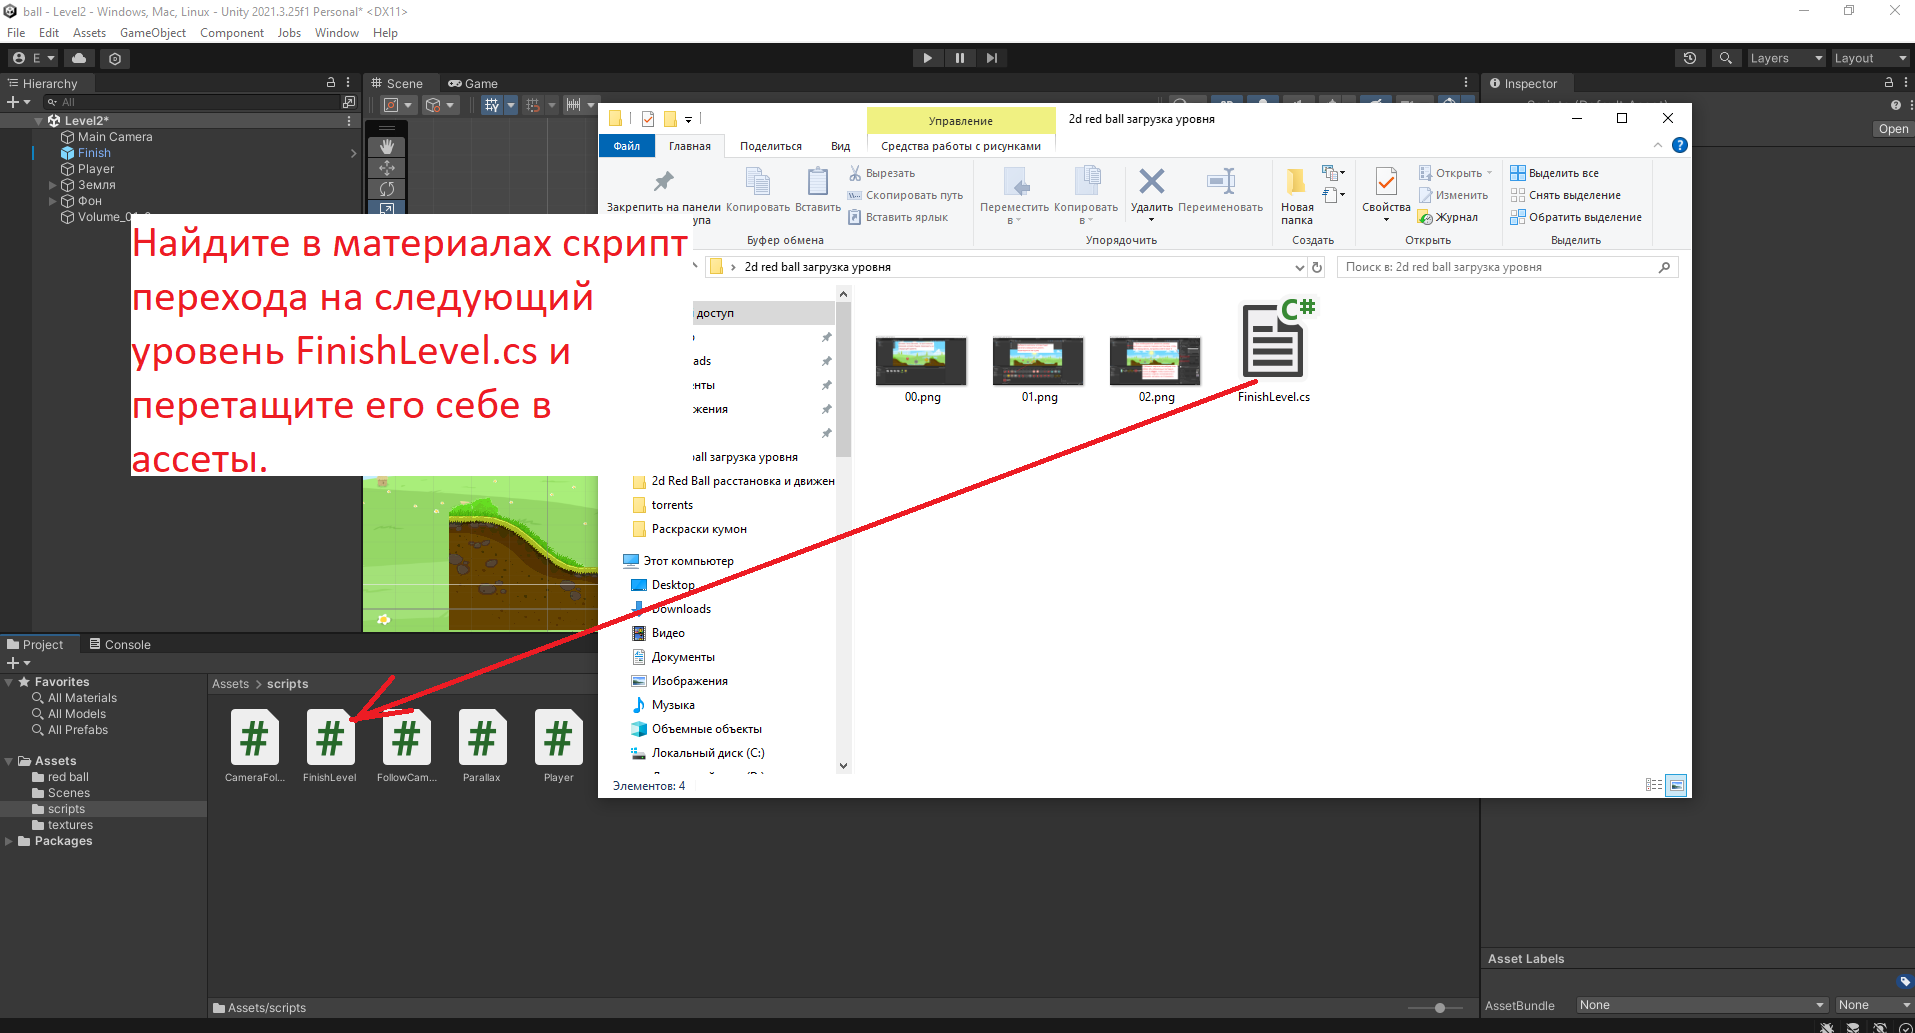 ball - Level2 - Windows, Mac, Linux - Unity 2021.3.25f1 Personal* <DX11>
File Edit Assets GameObject Component Jobs Window Help
E
Layers
Layout
Hierarchy
All
Level2*
Main Camera
Finish
Player
Земля
Фон
Scene
Game
Inspector
Open
Управление
2d red ball загрузка уровня
Файл
Главная
Поделиться
Вид
Средства работы с рисунками
Закрепить на панели
Копировать
Вставить
Вырезать
Скопировать путь
Вставить ярлык
Буфер обмена
Переместить
в
Копировать
в
Удалить
Переименовать
Упорядочить
Новая
папка
Создать
Свойства
Открыть
Изменить
Журнал
Открыть
Выделить все
Снять выделение
Обратить выделение
Выделить
Найдите в материалах скрипт
перехода на следующий
уровень FinishLevel.cs и
перетащите его себе в
ассеты.
2d red ball загрузка уровня
Поиск в: 2d red ball загрузка уровня
доступ
ads
нты
жения
all загрузка уровня
2d Red Ball расстановка и движен
torrents
Раскраски кумон
Этот компьютер
Desktop
Downloads
Видео
Документы
Изображения
Музыка
Объемные объекты
Локальный диск (C:)
00.png
01.png
02.png
C#
FinishLevel.cs
Элементов: 4
Project
Console
Favorites
All Materials
All Models
All Prefabs
Assets
red ball
Scenes
scripts
textures
Packages
Assets > scripts
# # # # #
CameraFol...
FinishLevel
FollowCam...
Parallax
Player
Assets/scripts
Asset Labels
AssetBundle
None
None